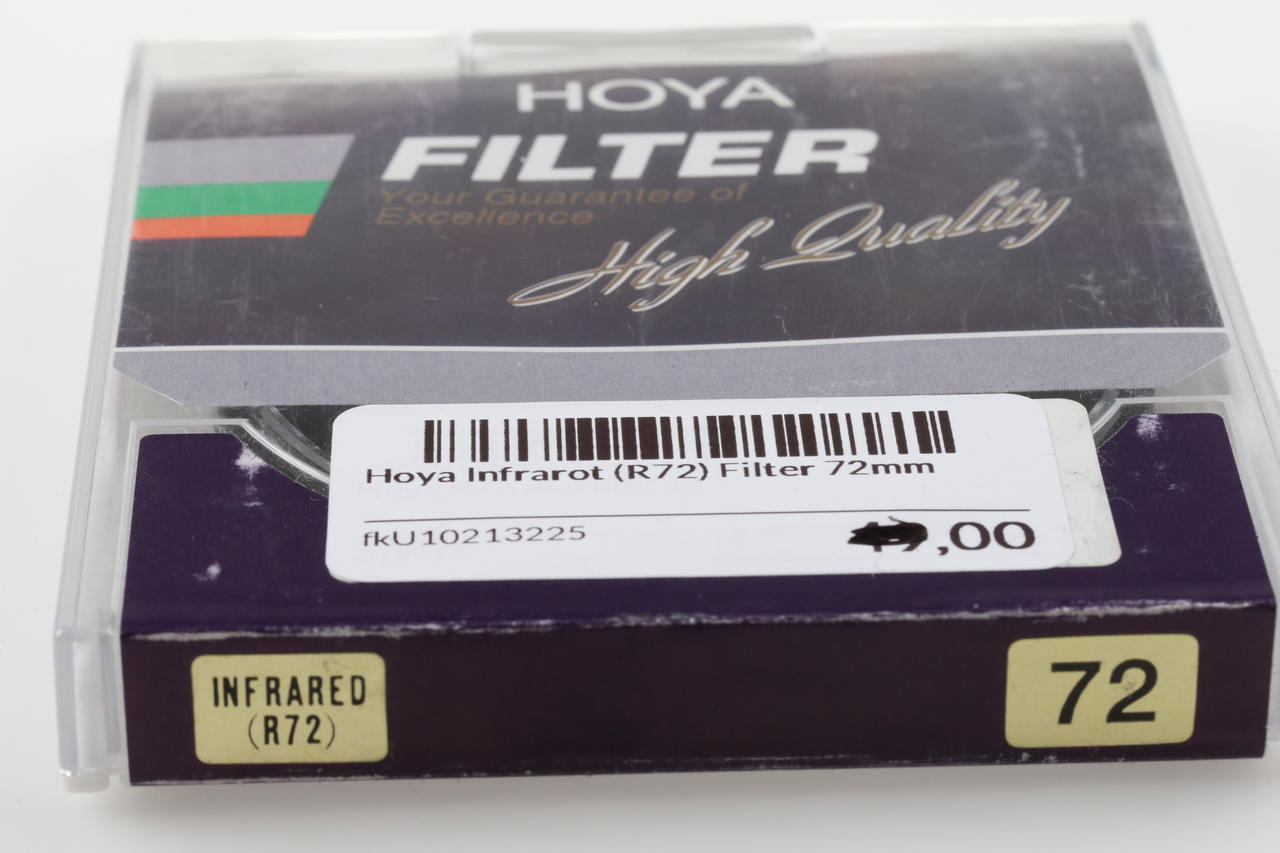 HOYA
FILTER
Your Guarantee of
Excellence
High Quality
Hoya Infrarot (R72) Filter 72mm
fkU10213225
,00
INFRARED
(R72)
72